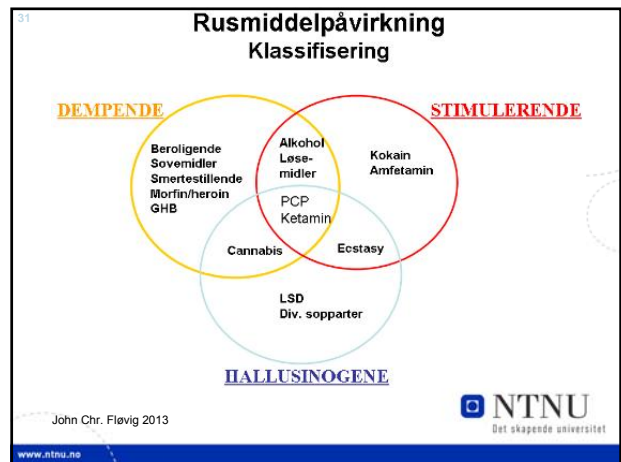 31
Rusmiddelpåvirkning
Klassifisering
DEMPENDE
STIMULERENDE
Beroligende
Sovemidler
Smertestillende
Morfin/heroin
GHB
Alkohol
Løse-
midler
Kokain
Amfetamin
PCP
Ketamin
Cannabis
Ecstasy
LSD
Div. sopparter
HALLUSINOGENE
John Chr. Fløvig 2013
NTNU
Det skapende universitet
www.ntnu.no